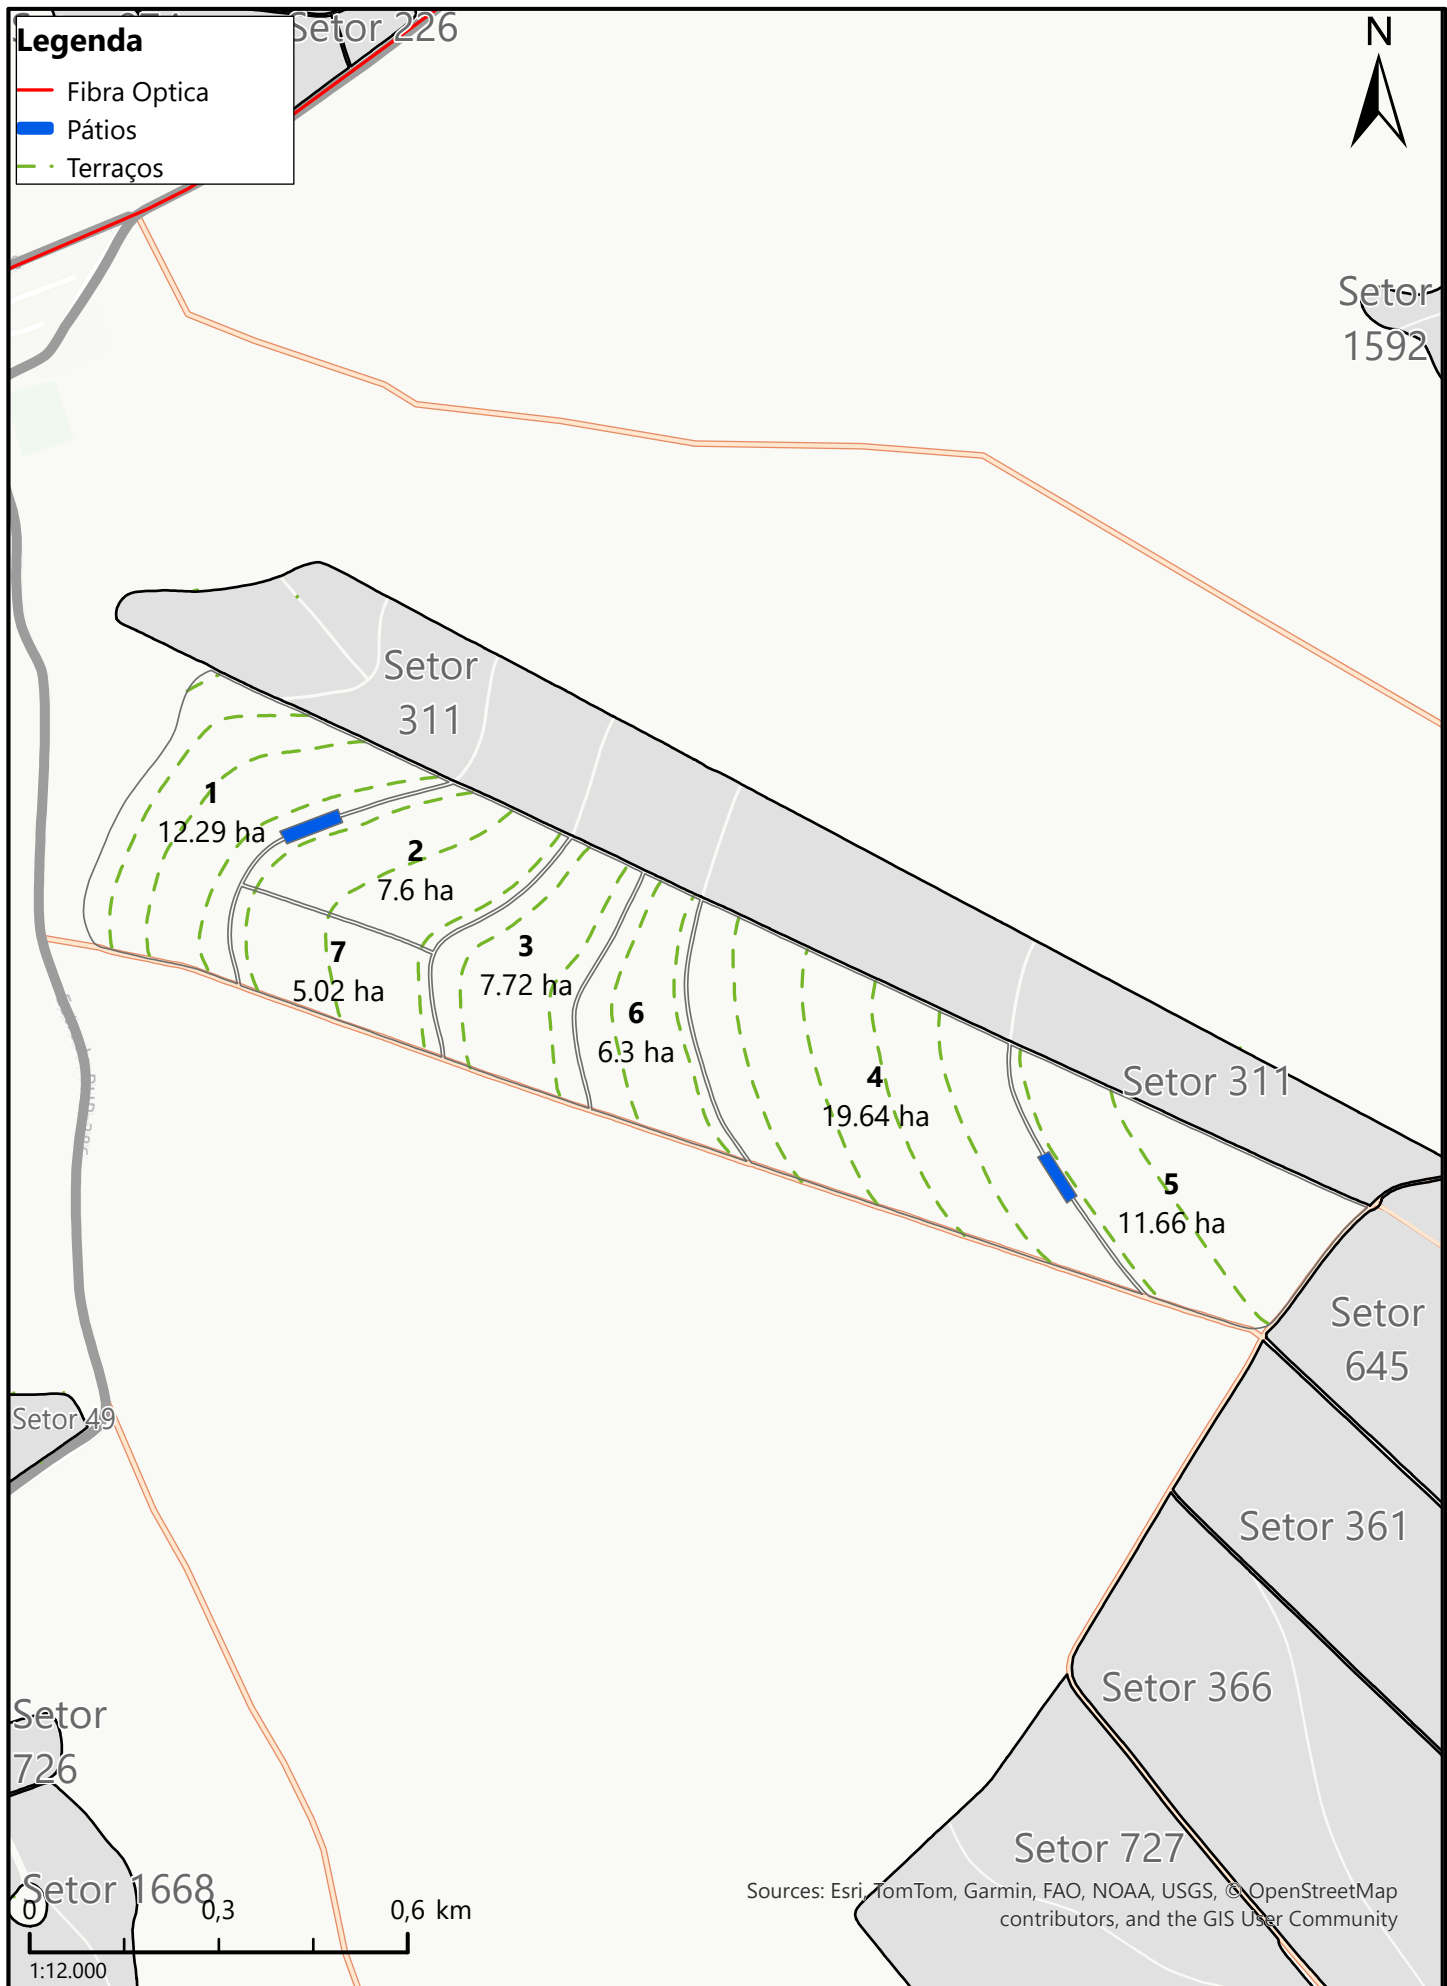 Setor 226
Legenda
Fibra Optica
Pátios
Terraços
N
Setor
1592
Setor
311
1
12.29 ha
2
7.6 ha
7
5.02 ha
3
7.72 ha
6
6.3 ha
4
19.64 ha
Setor 311
5
11.66 ha
Setor
645
Setor 49
Setor 361
Setor 366
Setor
726
Setor 727
Setor 1668
0 0,3 0,6 km
1:12.000
Sources: Esri, TomTom, Garmin, FAO, NOAA, USGS, © OpenStreetMap
contributors, and the GIS User Community